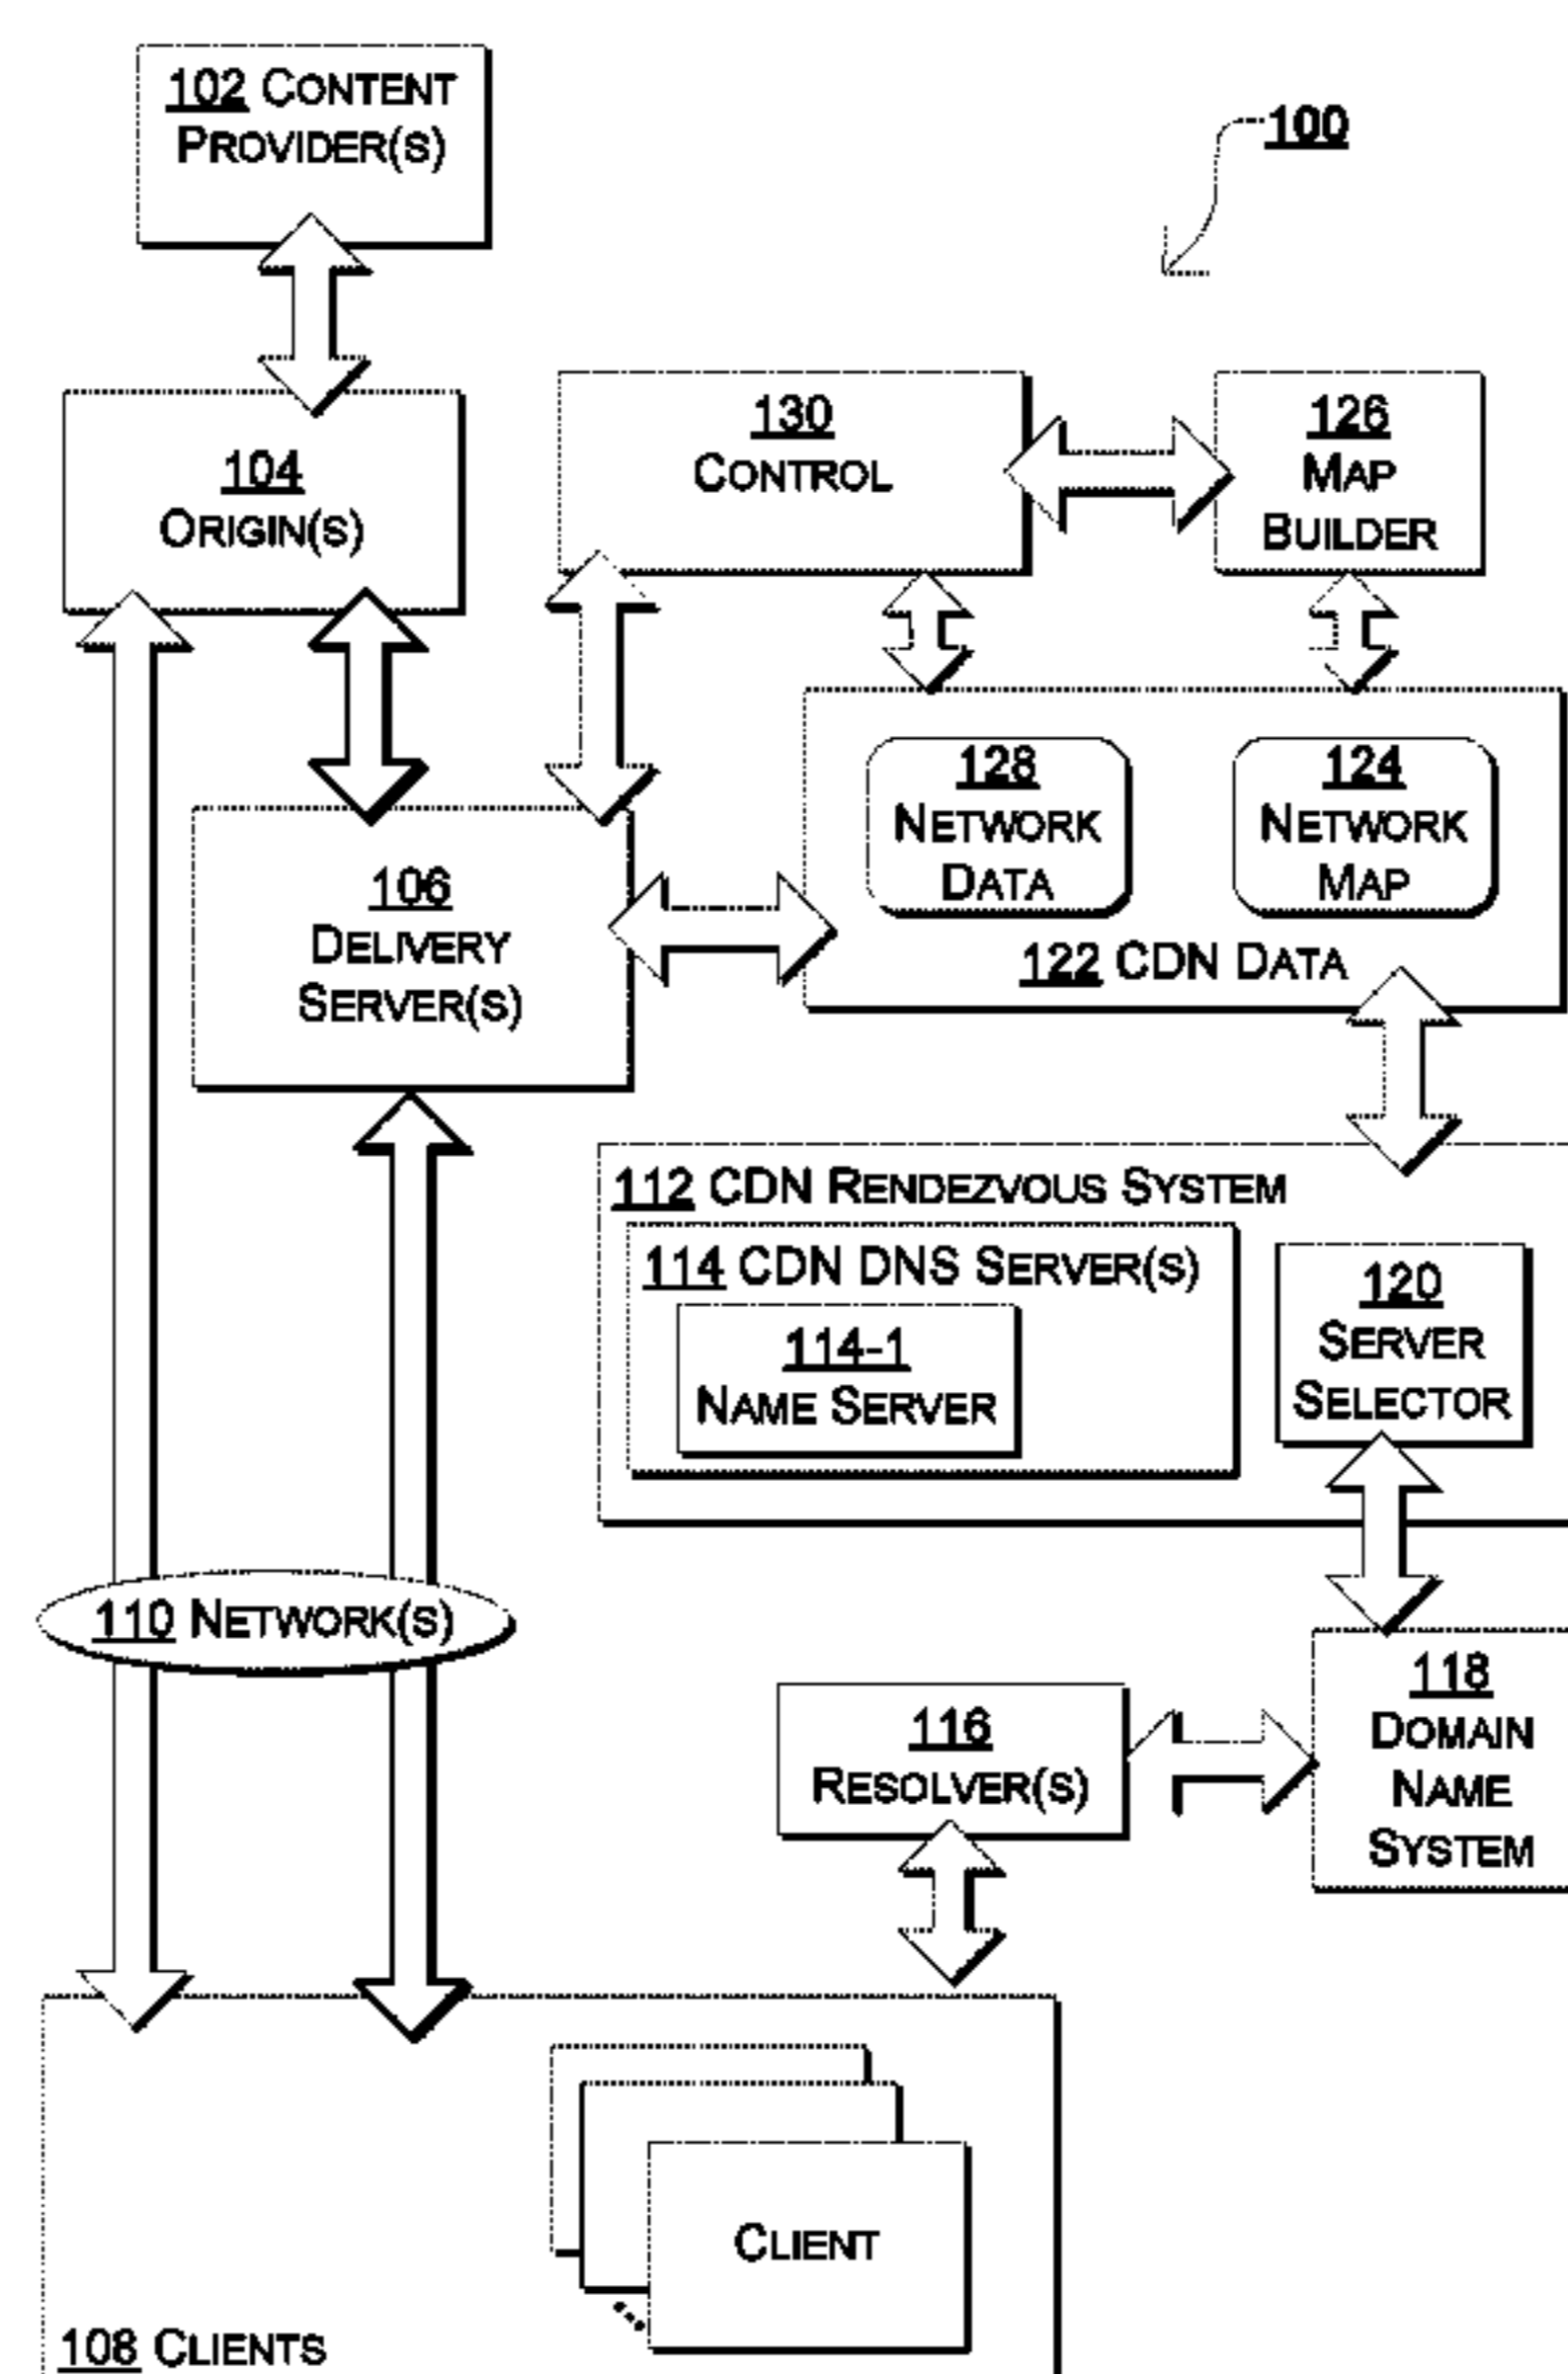 102 CONTENT
PROVIDER(S)
100
104
ORIGIN(S)
130
CONTROL
126
MAP
BUILDER
128
NETWORK
DATA
124
NETWORK
MAP
122 CDN DATA
106
DELIVERY
SERVER(S)
112 CDN RENDEZVOUS SYSTEM
114 CDN DNS SERVER(S)
114-1
NAME SERVER
120
SERVER
SELECTOR
110 NETWORK(S)
116
RESOLVER(S)
118
DOMAIN
NAME
SYSTEM
CLIENT
108 CLIENTS